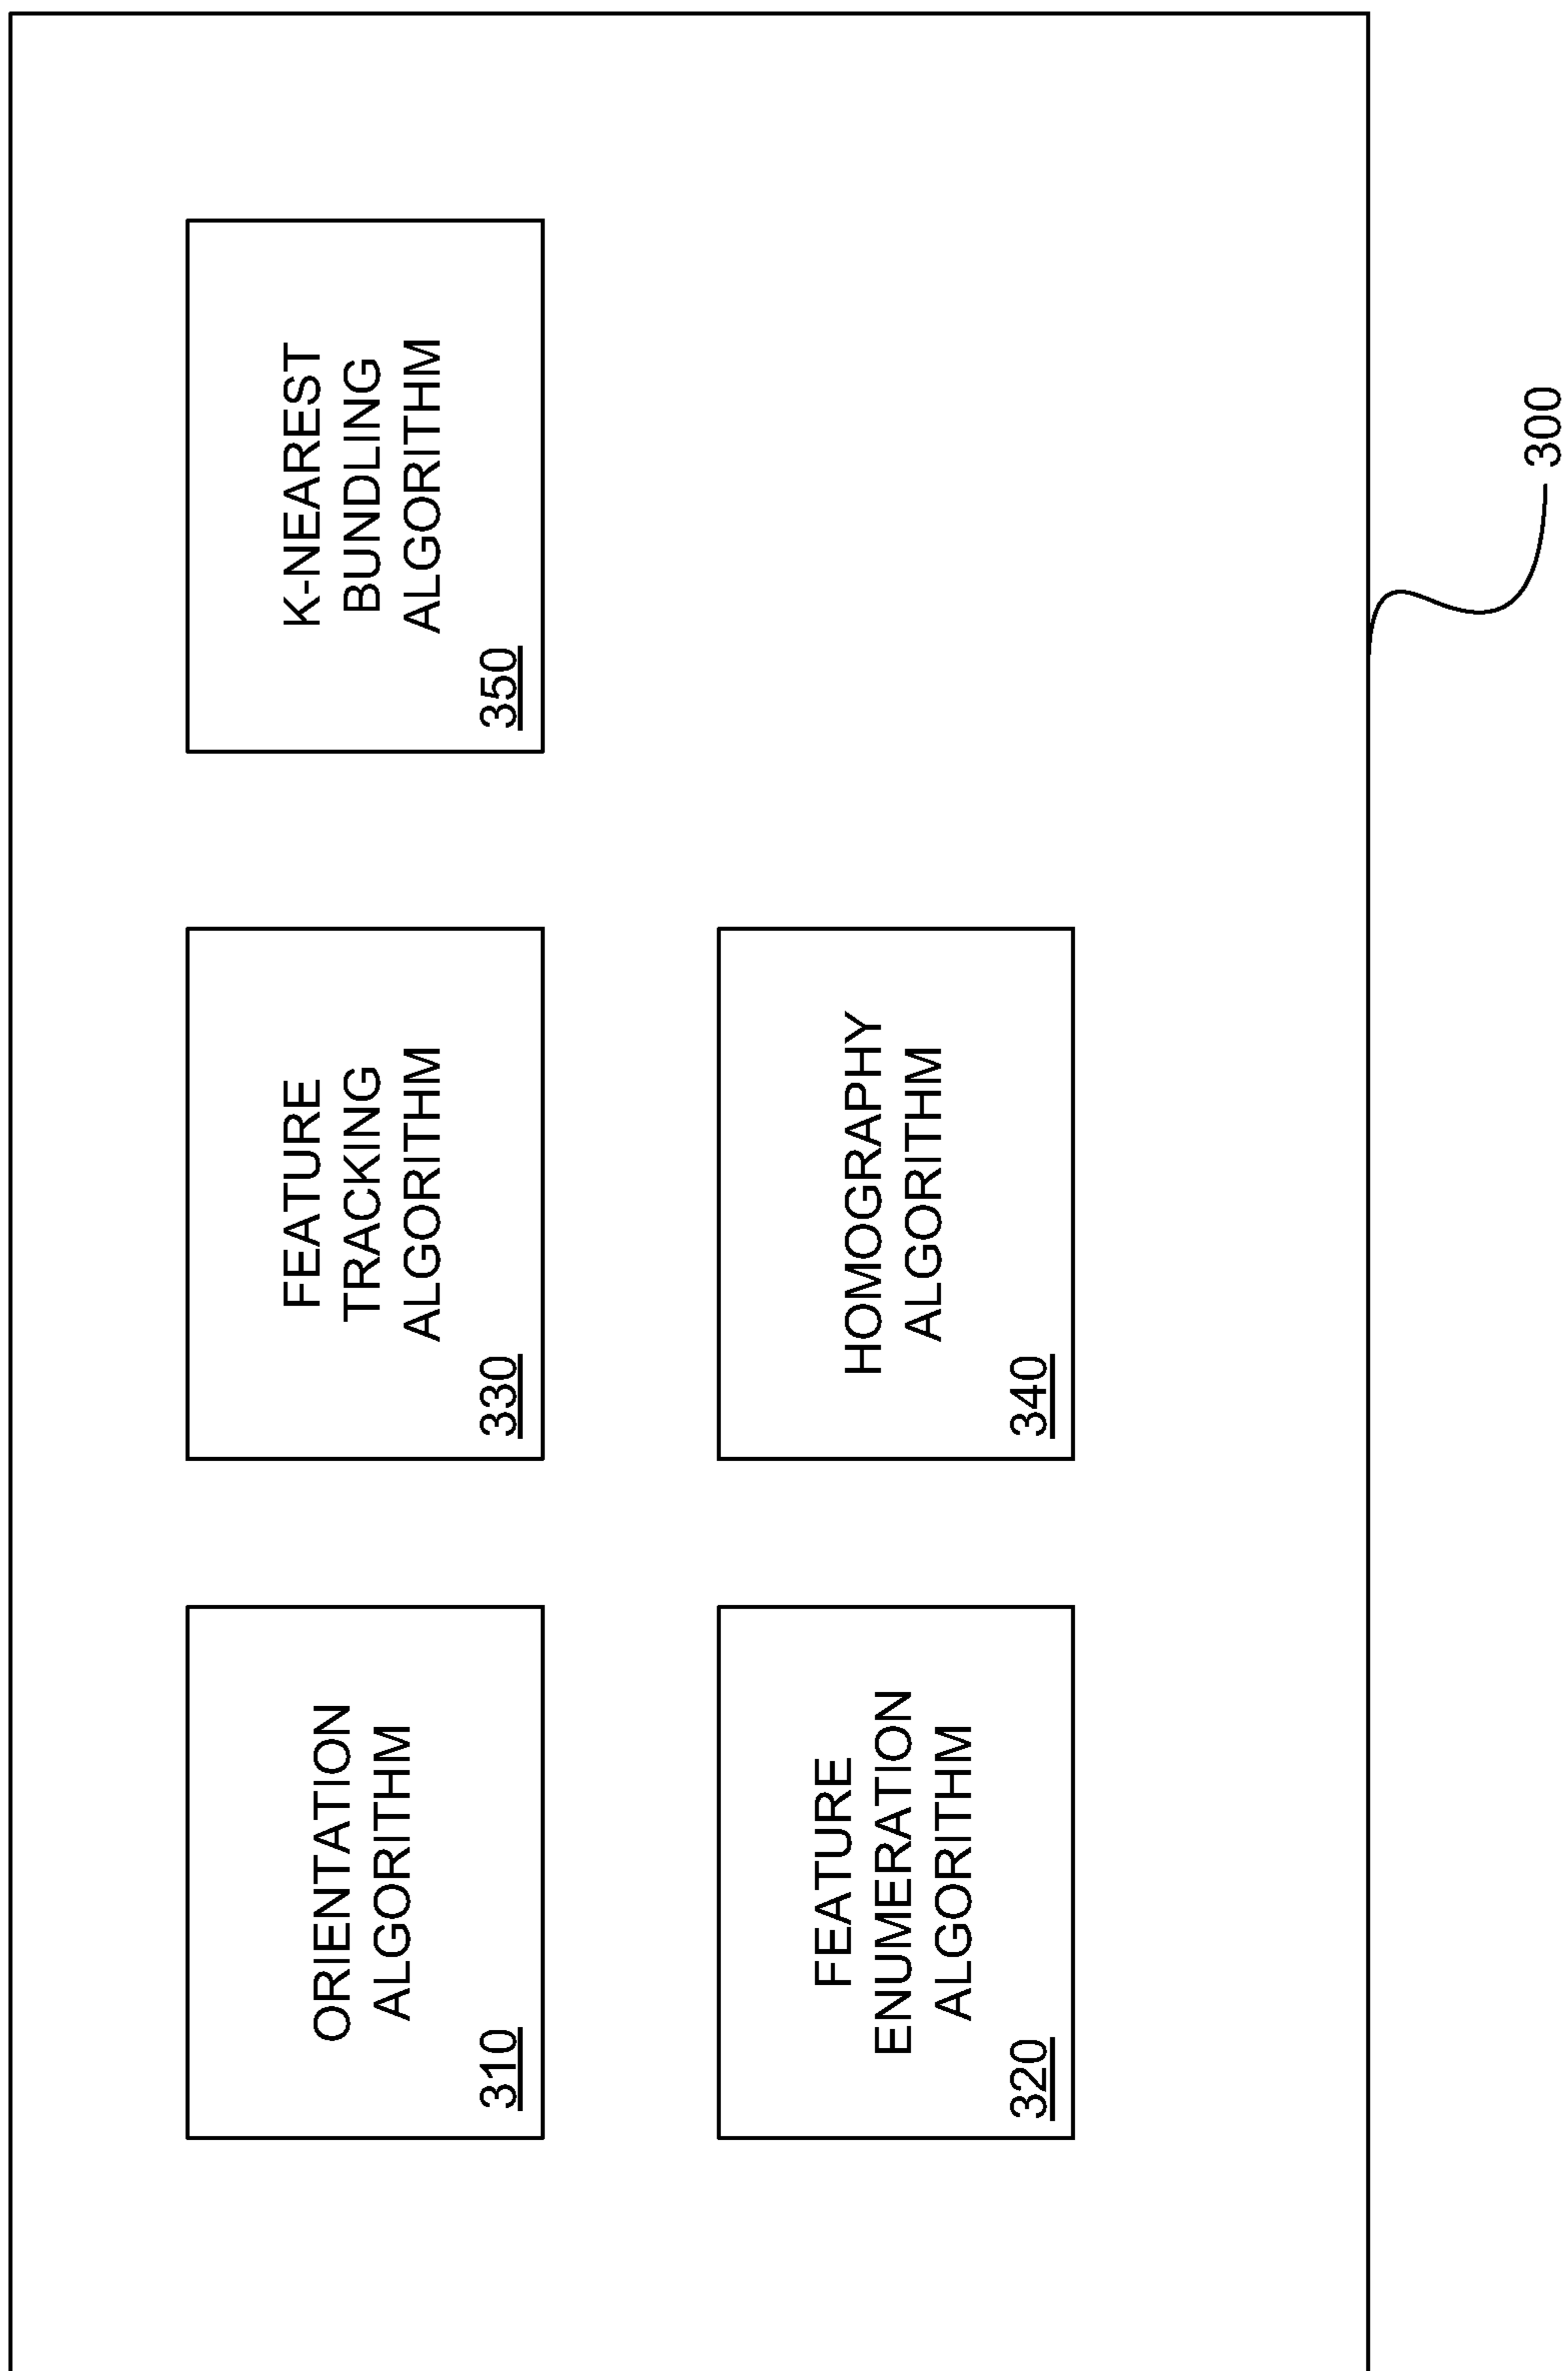 ORIENTATION
ALGORITHM
310
FEATURE
TRACKING
ALGORITHM
330
K-NEAREST
BUNDLING
ALGORITHM
350
FEATURE
ENUMERATION
ALGORITHM
320
HOMOGRAPHY
ALGORITHM
340
300